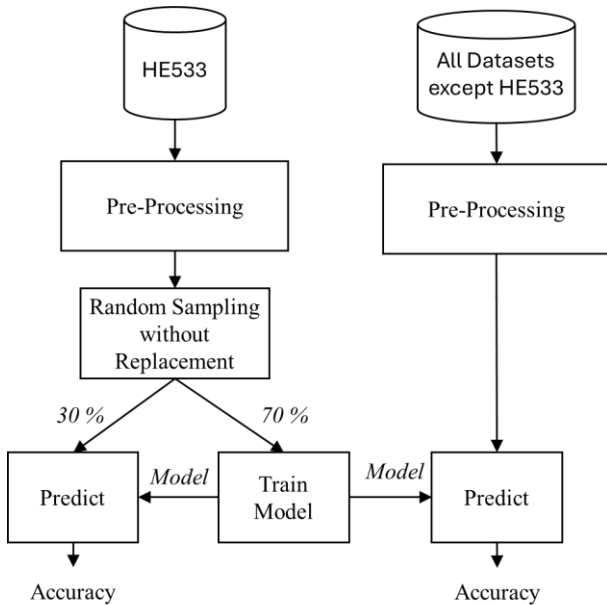 HE533
All Datasets
except HE533
Pre-Processing
Pre-Processing
Random Sampling
without
Replacement
30 %
70 %
Predict
Model
Train
Model
Model
Predict
Accuracy
Accuracy